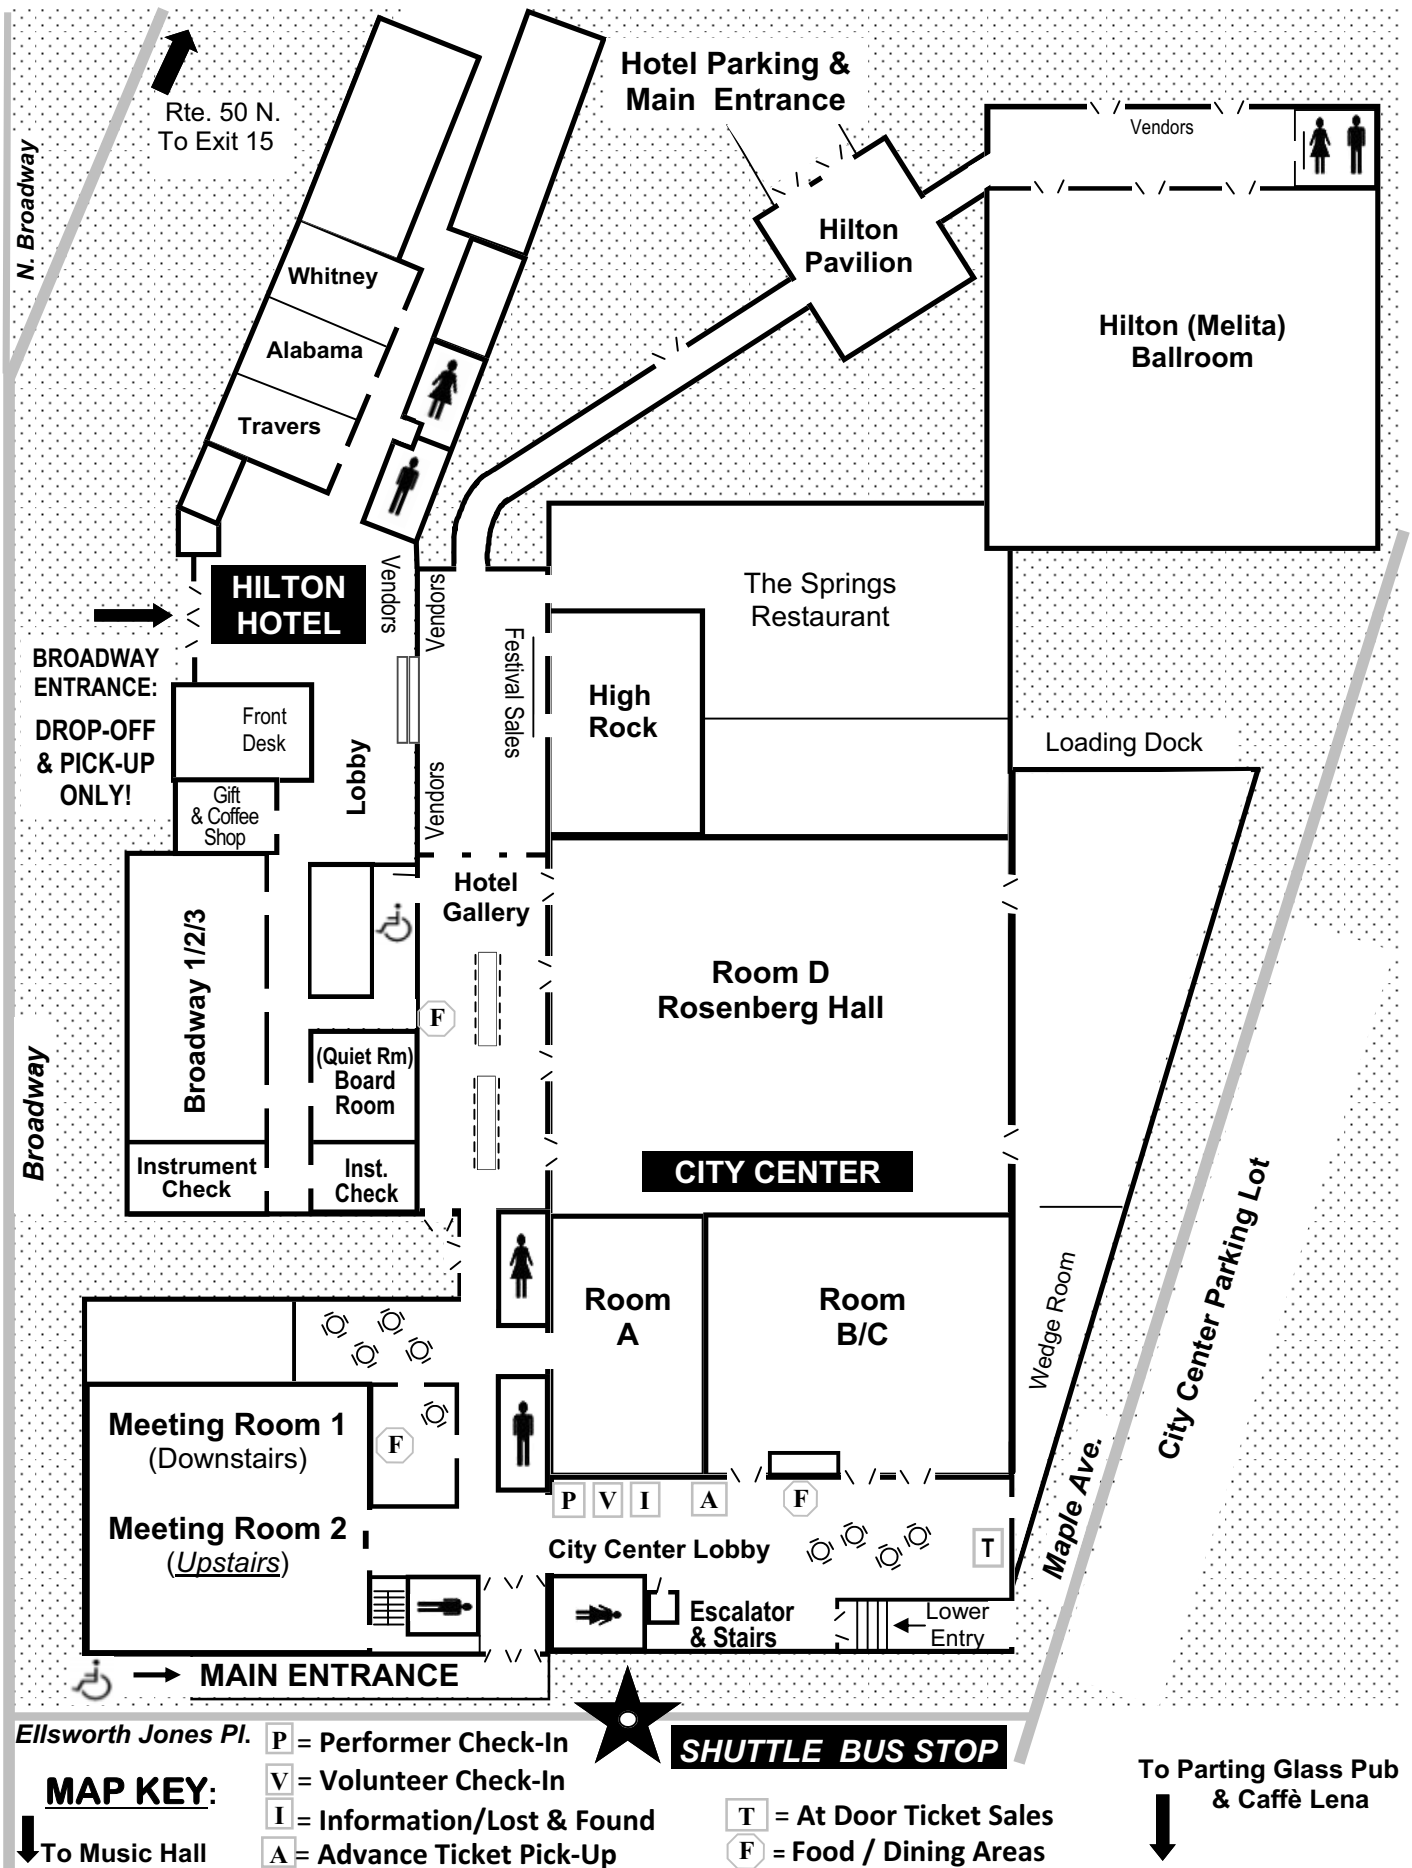 Hotel Parking &
Main Entrance
Rte. 50 N.
To Exit 15
N. Broadway
Vendors
Hilton
Pavilion
Whitney
Alabama
Travers
Hilton (Melita)
Ballroom
HILTON
HOTEL
Vendors
Vendors
Festival Sales
The Springs
Restaurant
BROADWAY
ENTRANCE:
DROP-OFF
& PICK-UP
ONLY!
Front
Desk
Lobby
High
Rock
Loading Dock
Gift
& Coffee
Shop
Vendors
Hotel
Gallery
Broadway 1/2/3
Room D
Rosenberg Hall
F
(Quiet Rm)
Board
Room
Broadway
Instrument
Check
Inst.
Check
CITY CENTER
City Center Parking Lot
Room
A
Room
B/C
Wedge Room
Meeting Room 1
(Downstairs)
F
Meeting Room 2
(Upstairs)
P V I A F
City Center Lobby
T
Maple Ave.
Escalator
& Stairs
Lower
Entry
MAIN ENTRANCE
Ellsworth Jones Pl.
SHUTTLE BUS STOP
MAP KEY:
P = Performer Check-In
V = Volunteer Check-In
I = Information/Lost & Found
A = Advance Ticket Pick-Up
T = At Door Ticket Sales
F = Food / Dining Areas
To Music Hall
To Parting Glass Pub
& Caffè Lena